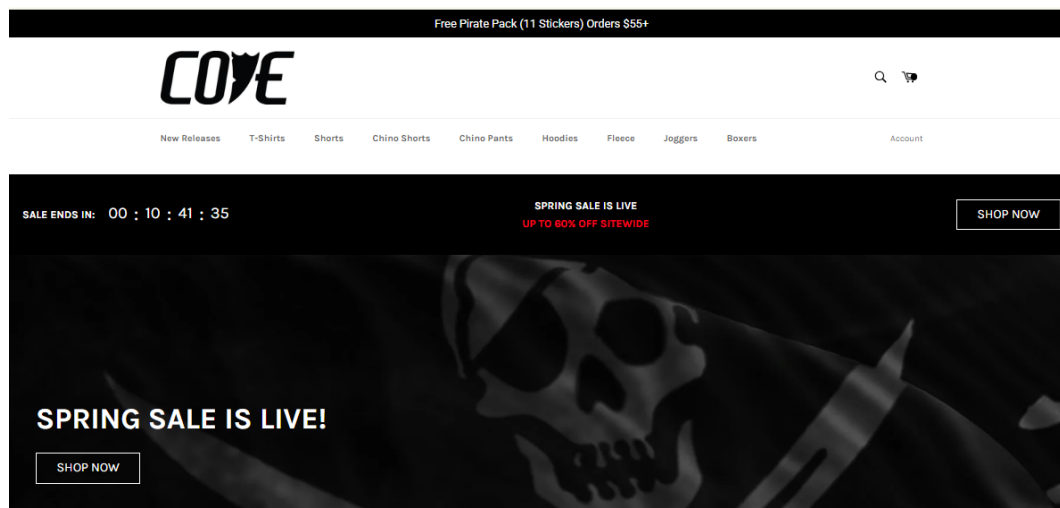 Free Pirate Pack (11 Stickers) Orders $55+
COVE
New Releases T-Shirts Shorts Chino Shorts Chino Pants Hoodies Fleece Joggers Boxers Account
SALE ENDS IN: 00 : 10 : 41 : 35
SPRING SALE IS LIVE
UP TO 60% OFF SITEWIDE
SHOP NOW
SPRING SALE IS LIVE!
SHOP NOW